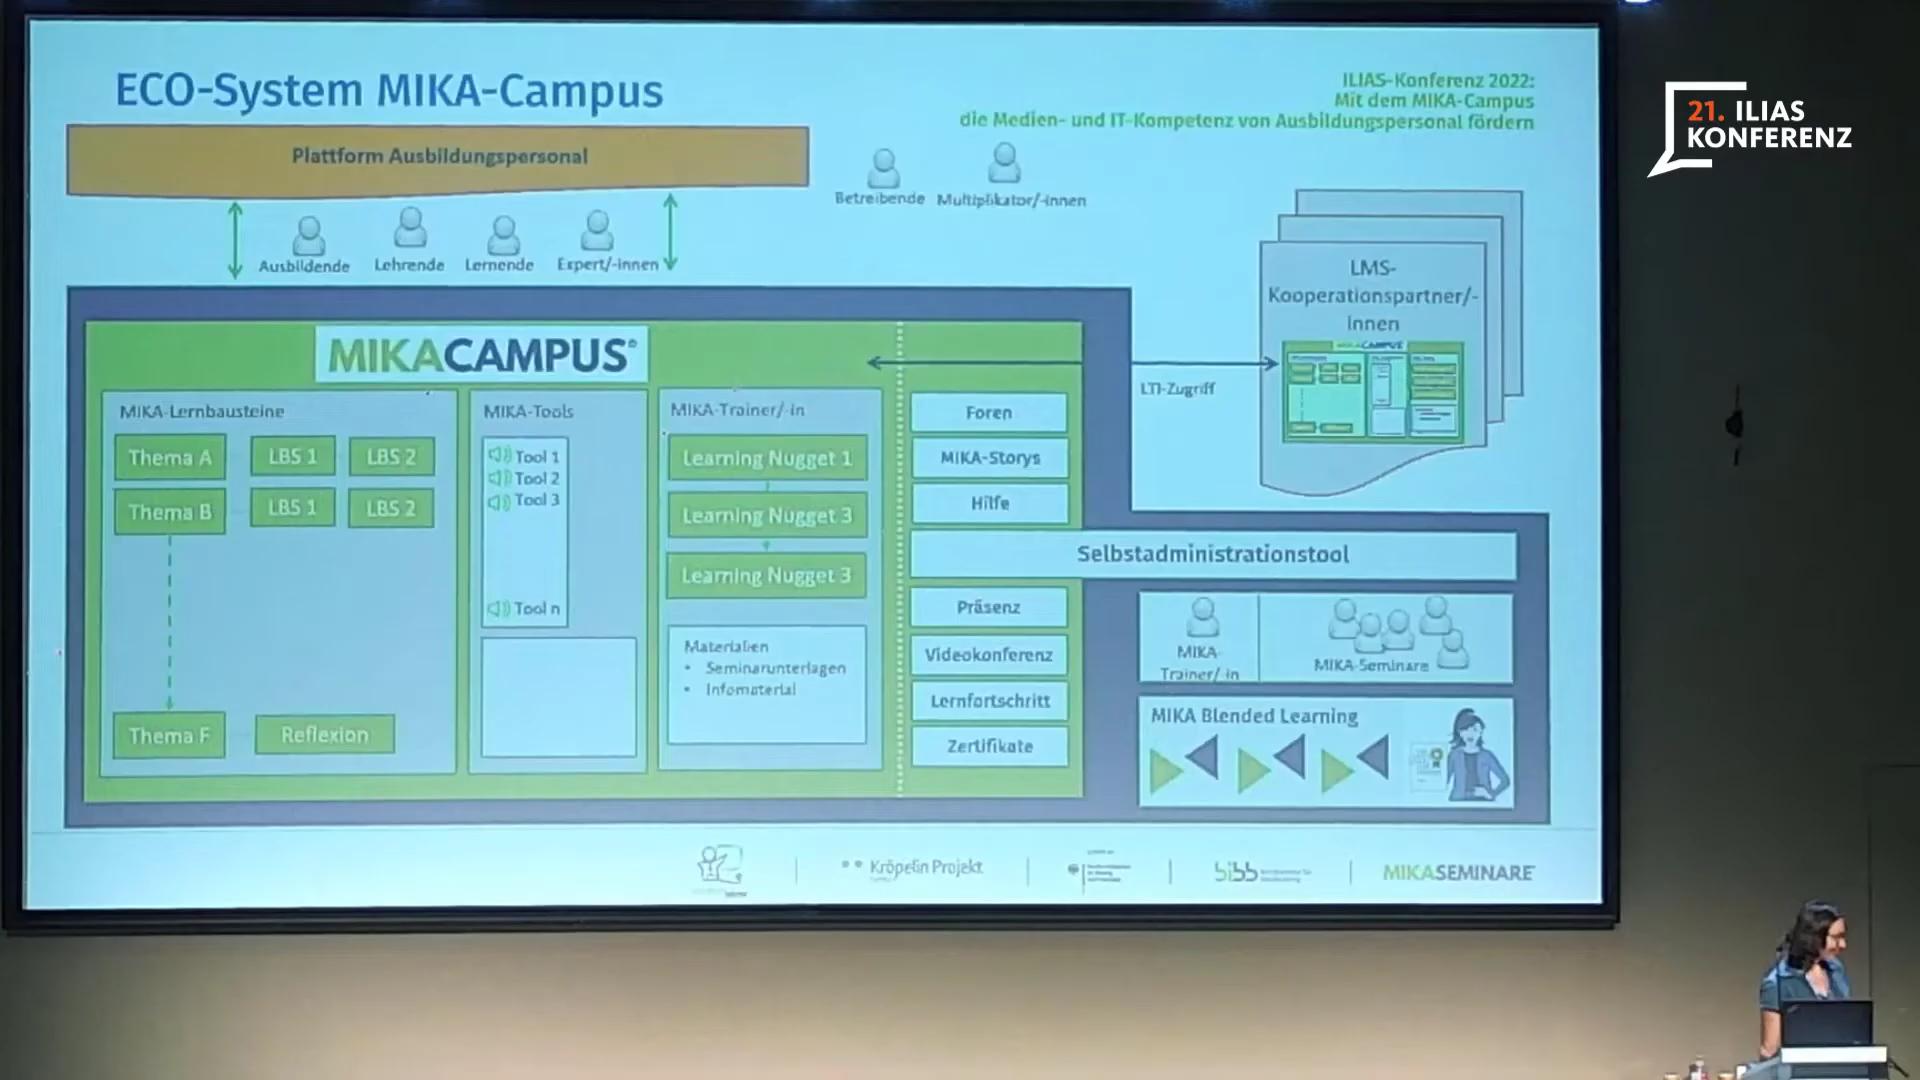 ECO-System MIKA-Campus
ILIAS-Konferenz 2022:
Mit dem MIKA-Campus
die Medien- und IT-Kompetenz von Ausbildungspersonal fördern
21. ILIAS
KONFERENZ
Plattform Ausbildungspersonal
Betreibende
Multiplikator/-innen
Ausbildende
Lehrende
Lernende
Expert/-innen
LMS-
Kooperationspartner/-
innen
MIKACAMPUS®
LTI-Zugriff
MIKA-Lernbausteine
Thema A
LBS 1
LBS 2
Thema B
LBS 1
LBS 2
Thema F
Reflexion
MIKA-Tools
Tool 1
Tool 2
Tool 3
Tool n
MIKA-Trainer/-in
Learning Nugget 1
Learning Nugget 3
Learning Nugget 3
Materialien
• Seminarunterlagen
• Infomaterial
Foren
MIKA-Storys
Hilfe
Selbstadministrationstool
Präsenz
Videokonferenz
Lernfortschritt
Zertifikate
MIKA-
Trainer/-in
MIKA-Seminare
MIKA Blended Learning
Kröpelin Projekt
bibb
MIKASEMINARE